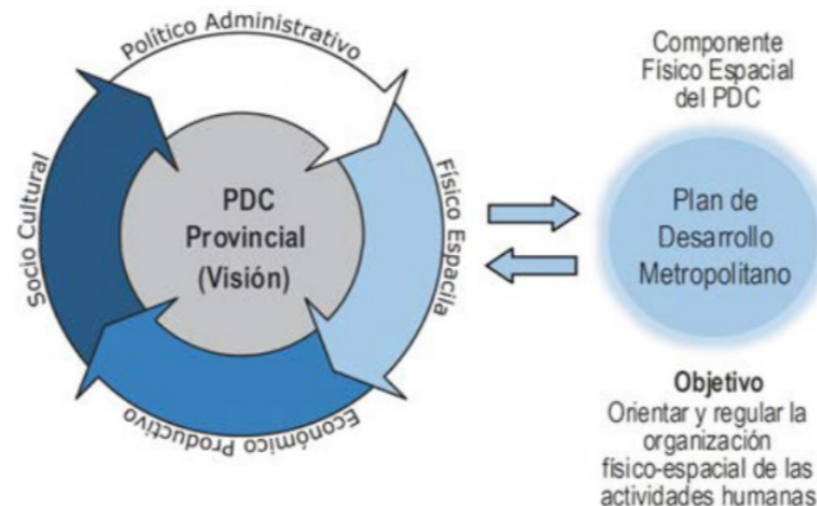 Político Administrativo
Socio Cultural
Físico Espacila
Económico Productivo
PDC
Provincial
(Visión)
Componente
Físico Espacial
del PDC
Plan de
Desarrollo
Metropolitano
Objetivo
Orientar y regular la
organización
físico-espacial de las
actividades humanas